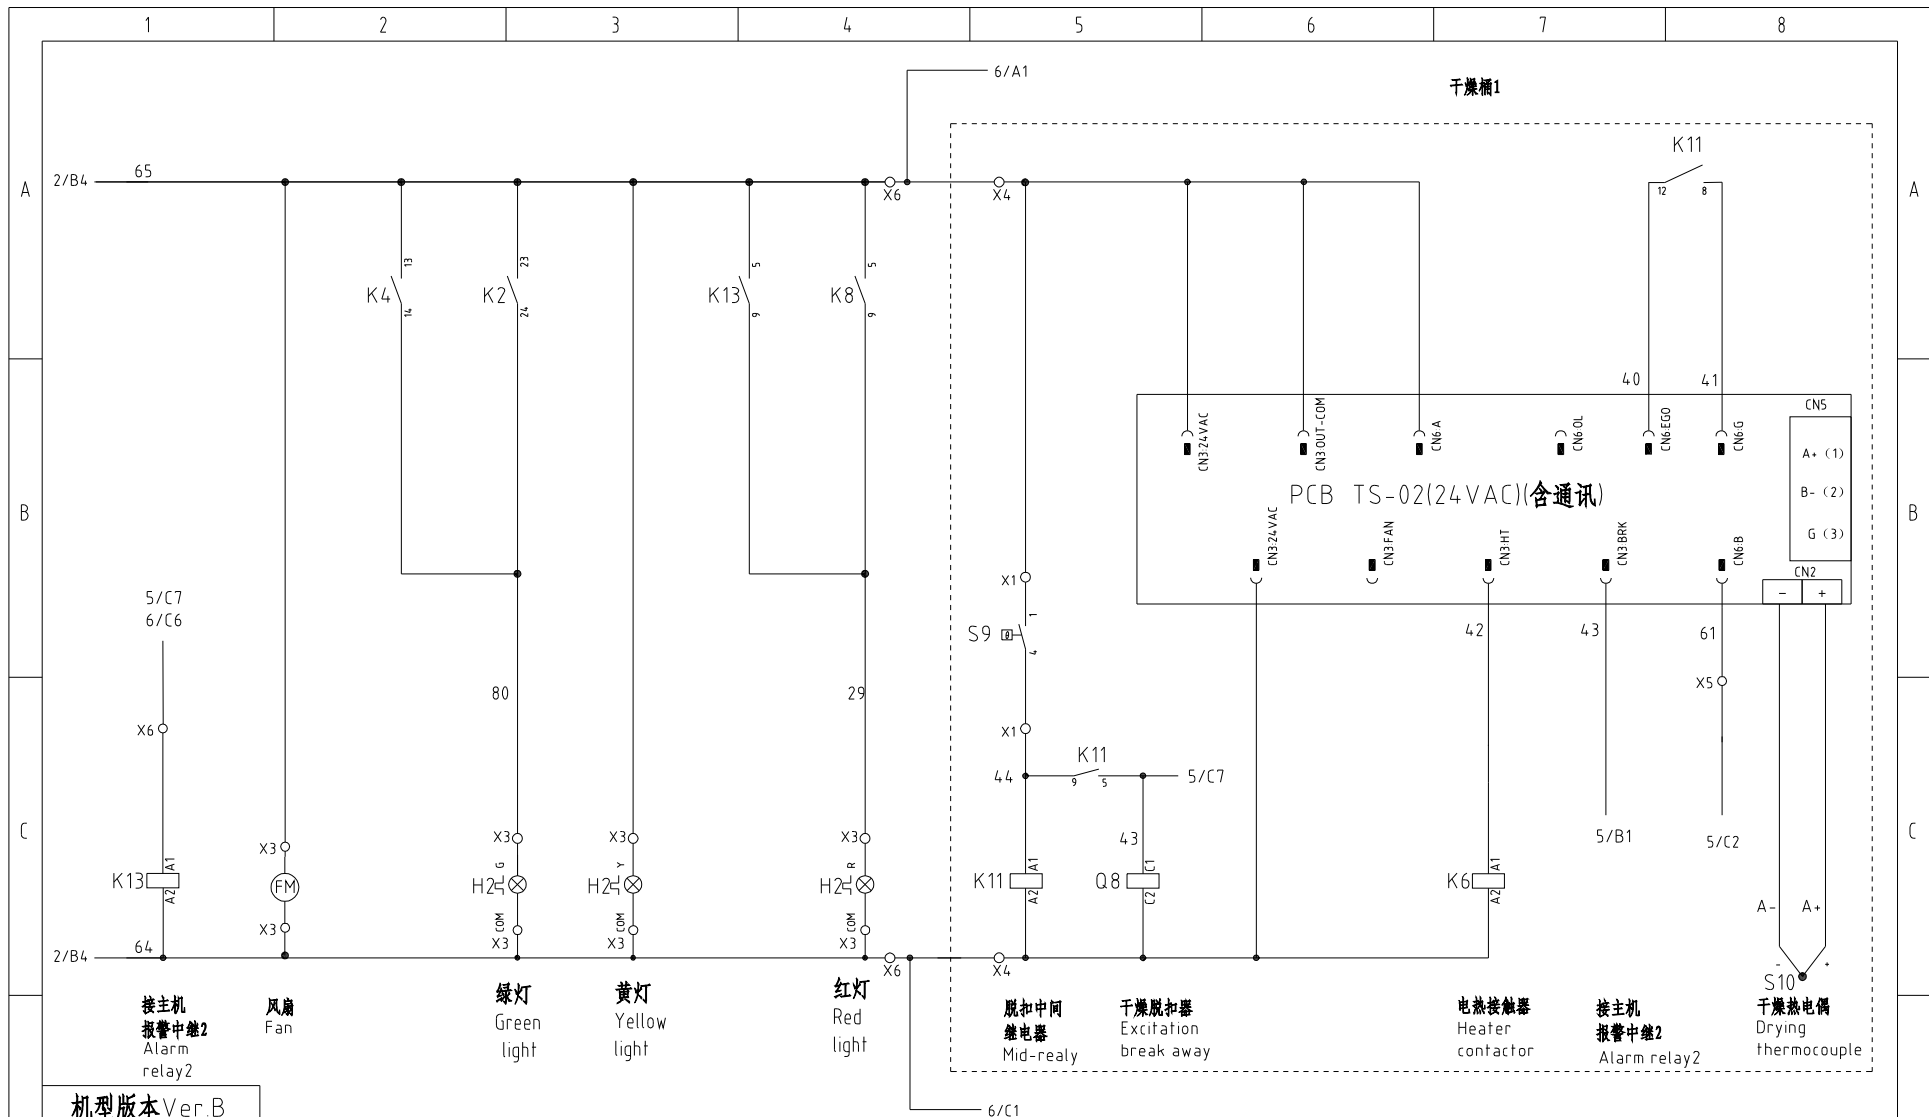 1 2 3 4 5 6 7 8
6/A1
干燥桶1
K11
2/B4 65
A A
X6 X4
12 8
13 23 5 5
K4 K2 K13 K8
14 24 9 9
40 41
CN5
CN3:24VAC CN3:OUT-COM CN6:A CN6:OL CN6:EGO CN6:G
A+ (1)
PCB TS-02(24VAC)(含通讯)
B- (2)
B B
CN3:24VAC CN3:FAN CN3:HT CN3:BRK CN6:B
G (3)
CN2
- +
X1
5/C7
6/C6
1
S9
4
42 43 61
X5
80 29
X6
X1
K11
44
9 5
5/C7
C C
X3 X3 X3 X3
43
5/B1 5/C2
K13 A1 A2
FM
H2 G COM
H2 Y COM
H2 R COM
K11 A1 A2
Q8 C1 C2
K6 A1 A2
A- A+
X3 X3 X3 X3
2/B4 64
X6 X4
- +
S10
接主机
报警中继2
Alarm
relay2
风扇
Fan
绿灯
Green
light
黄灯
Yellow
light
红灯
Red
light
脱扣中间
继电器
Mid-realy
干燥脱扣器
Excitation
break away
电热接触器
Heater
contactor
接主机
报警中继2
Alarm relay2
干燥热电偶
Drying
thermocouple
机型版本Ver.B
6/C1